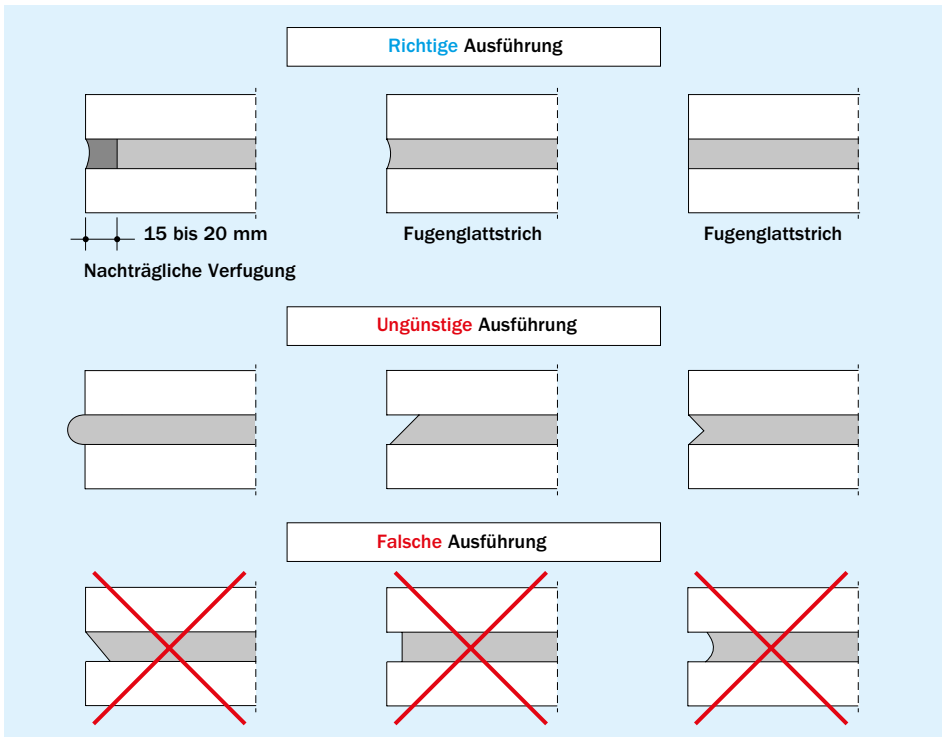 Richtige Ausführung
15 bis 20 mm
Nachträgliche Verfugung
Fugenglattstrich
Fugenglattstrich
Ungünstige Ausführung
Falsche Ausführung